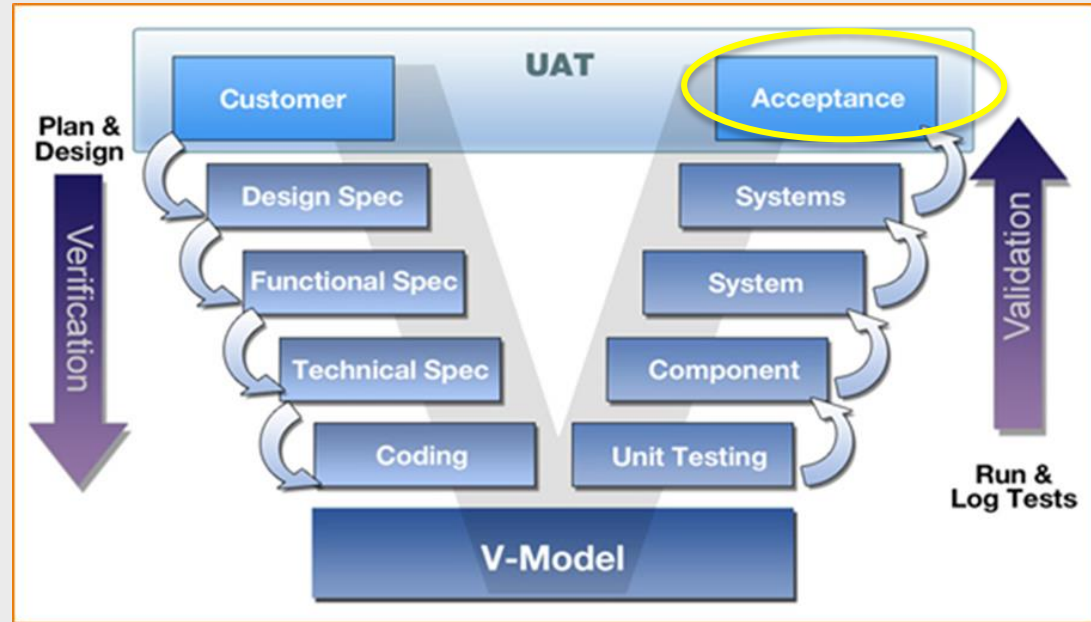 UAT
Customer
Acceptance
Plan &
Design
Design Spec
Systems
Verification
Validation
Functional Spec
System
Technical Spec
Component
Coding
Unit Testing
Run &
Log Tests
V-Model